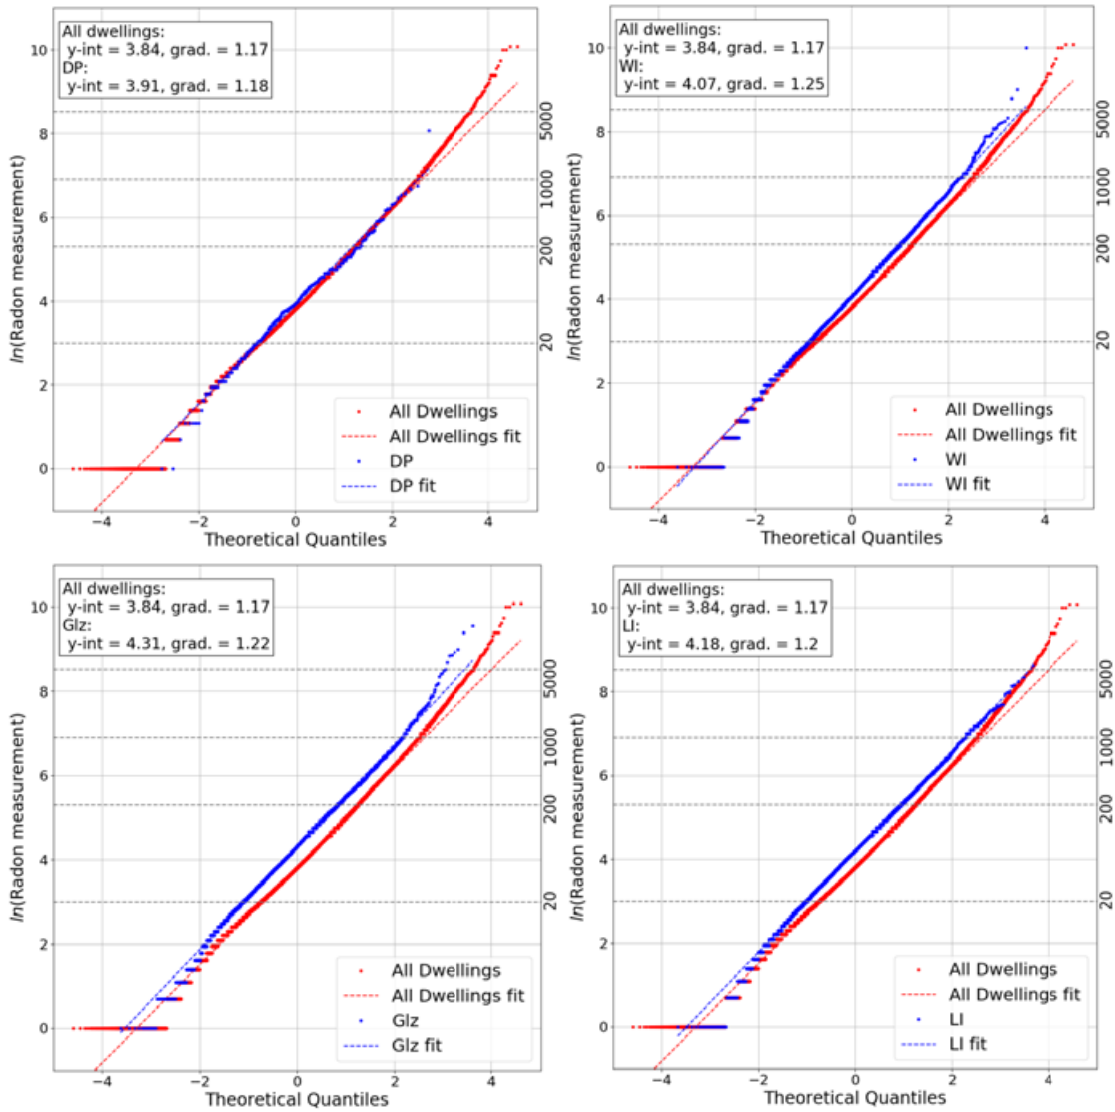 All dwellings:
y-int = 3.84, grad. = 1.17
DP:
y-int = 3.91, grad. = 1.18
10
8
6
4
2
0
ln(Radon measurement)
5000
1000
200
20
All Dwellings
All Dwellings fit
DP
DP fit
−4
−2
0
2
4
Theoretical Quantiles
All dwellings:
y-int = 3.84, grad. = 1.17
WI:
y-int = 4.07, grad. = 1.25
10
8
6
4
2
0
ln(Radon measurement)
5000
1000
200
20
All Dwellings
All Dwellings fit
WI
WI fit
−4
−2
0
2
4
Theoretical Quantiles
All dwellings:
y-int = 3.84, grad. = 1.17
Glz:
y-int = 4.31, grad. = 1.22
10
8
6
4
2
0
ln(Radon measurement)
5000
1000
200
20
All Dwellings
All Dwellings fit
Glz
Glz fit
−4
−2
0
2
4
Theoretical Quantiles
All dwellings:
y-int = 3.84, grad. = 1.17
LI:
y-int = 4.18, grad. = 1.2
10
8
6
4
2
0
ln(Radon measurement)
5000
1000
200
20
All Dwellings
All Dwellings fit
LI
LI fit
−4
−2
0
2
4
Theoretical Quantiles